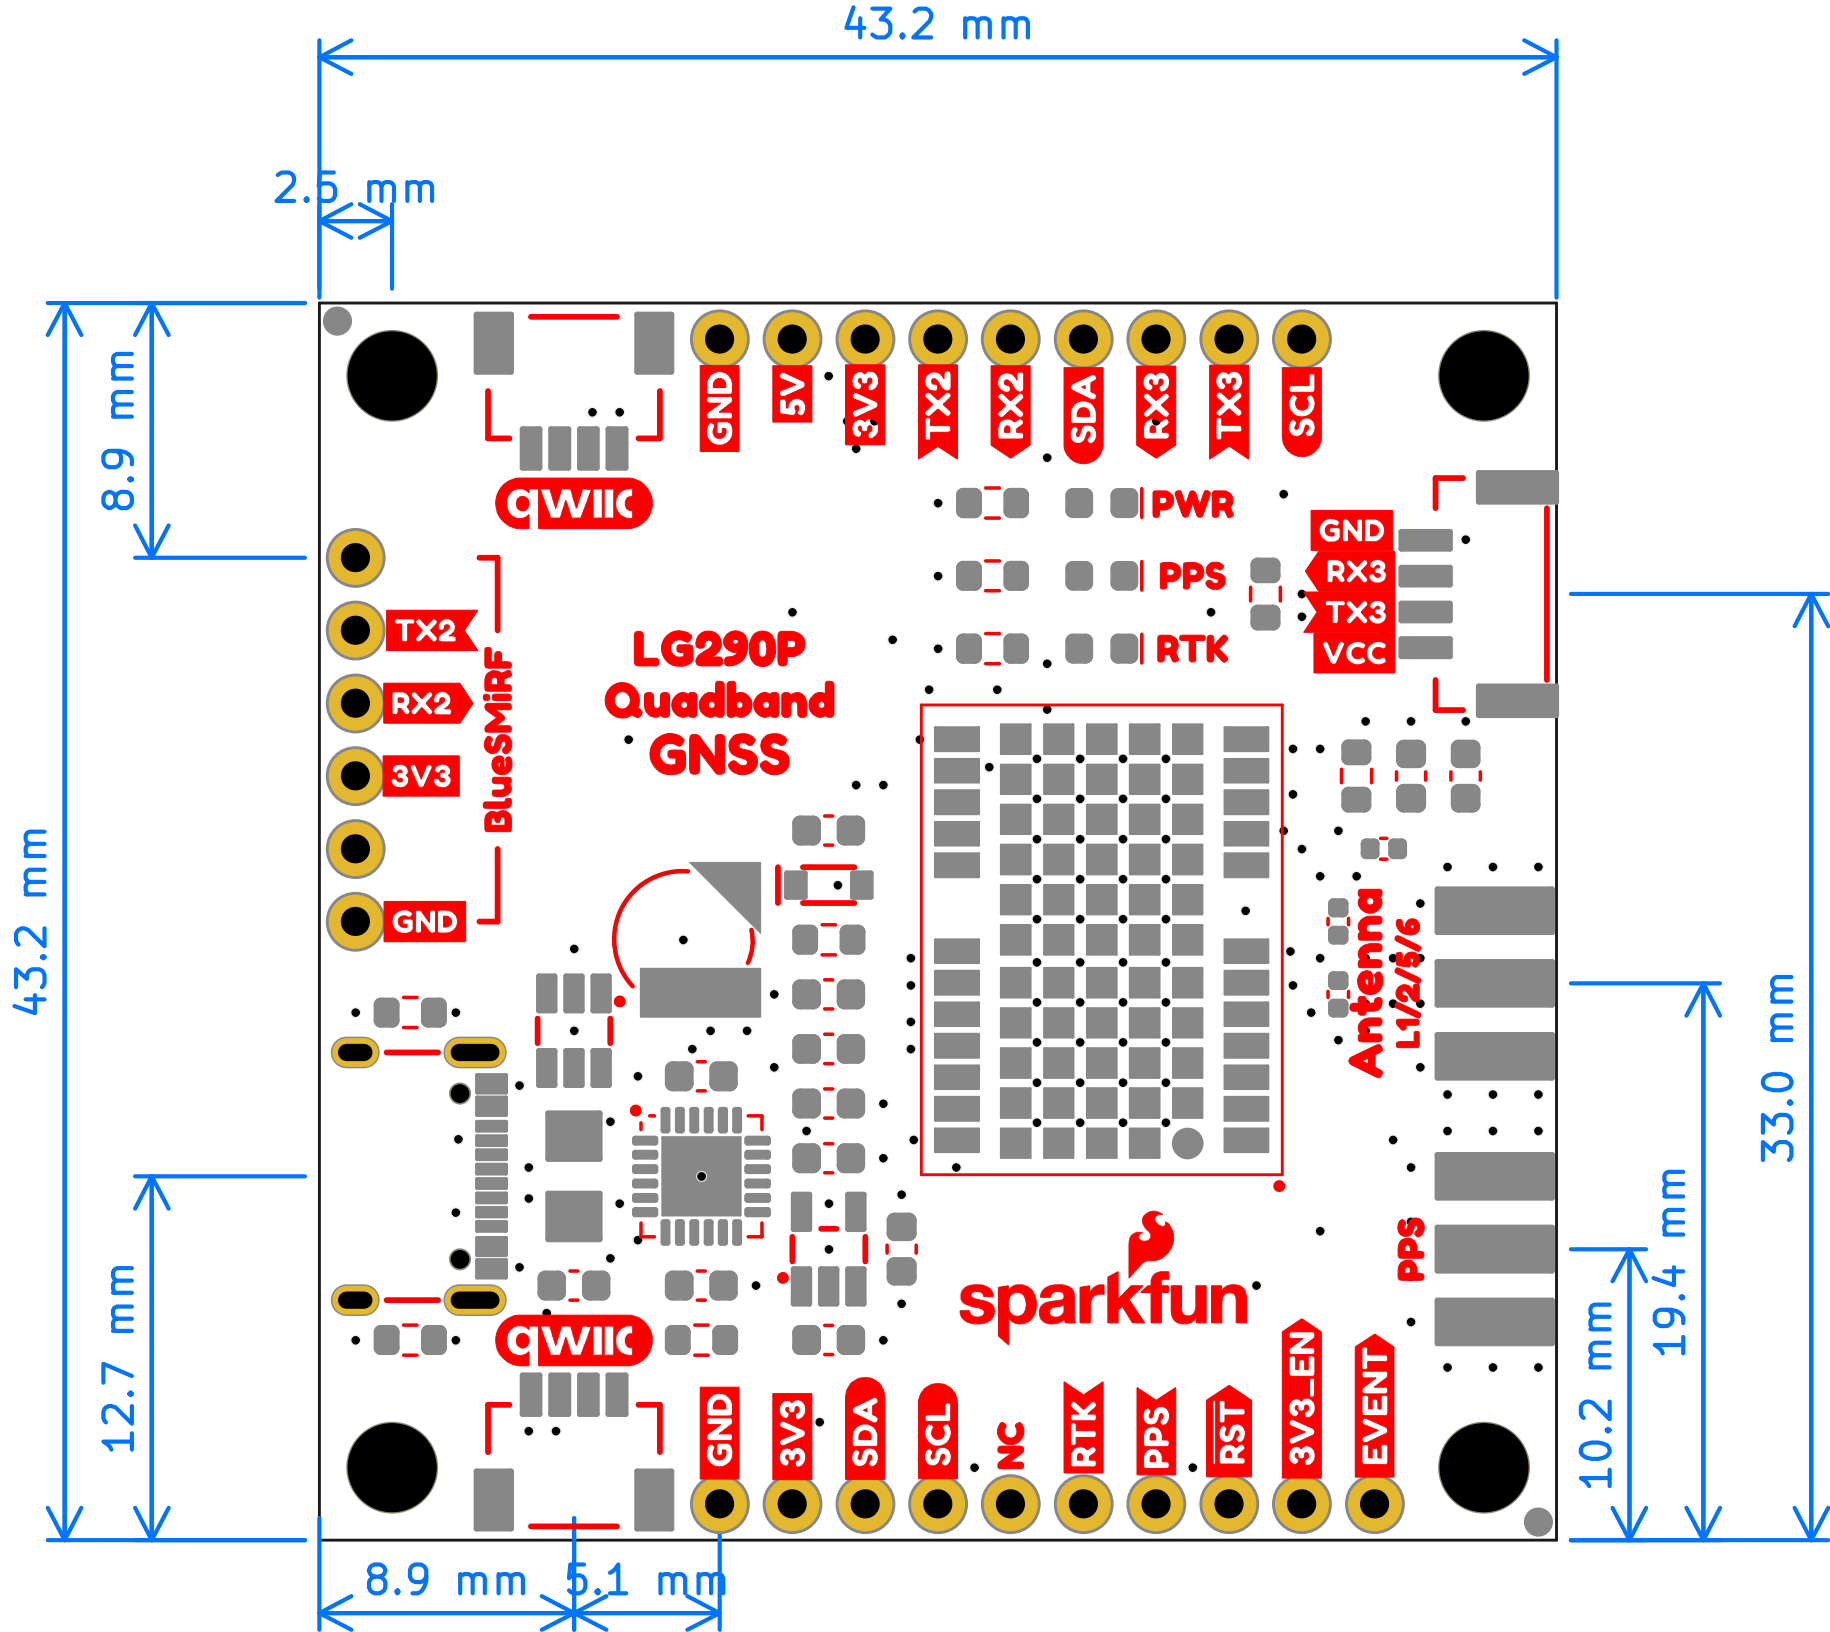 43.2 mm
2.5 mm
8.9 mm
43.2 mm
12.7 mm
GND
5V
3V3
TX2
RX2
SDA
RX3
TX3
SCL
qwiic
PWR
PPS
RTK
GND
RX3
TX3
VCC
TX2
RX2
3V3
GND
BlueSMiRF
LG290P
Quadband
GNSS
Antenna
L1/2/5/6
PPS
sparkfun
qwiic
GND
3V3
SDA
SCL
NC
RTK
PPS
RST
3V3_EN
EVENT
33.0 mm
19.4 mm
10.2 mm
8.9 mm
5.1 mm